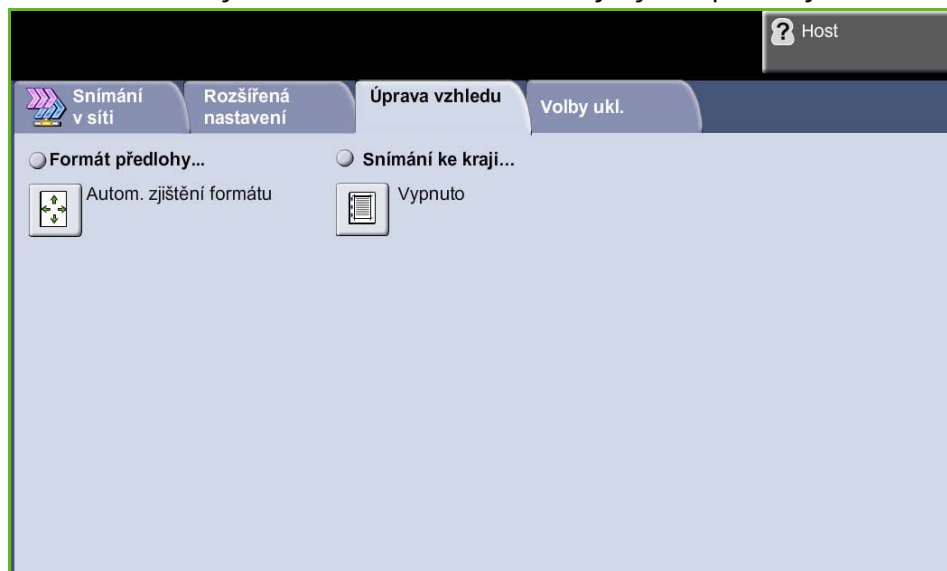 Host
Snímání
v síti
Rozšířená
nastavení
Úprava vzhledu
Volby ukl.
Formát předlohy...
Autom. zjištění formátu
Snímání ke kraji...
Vypnuto